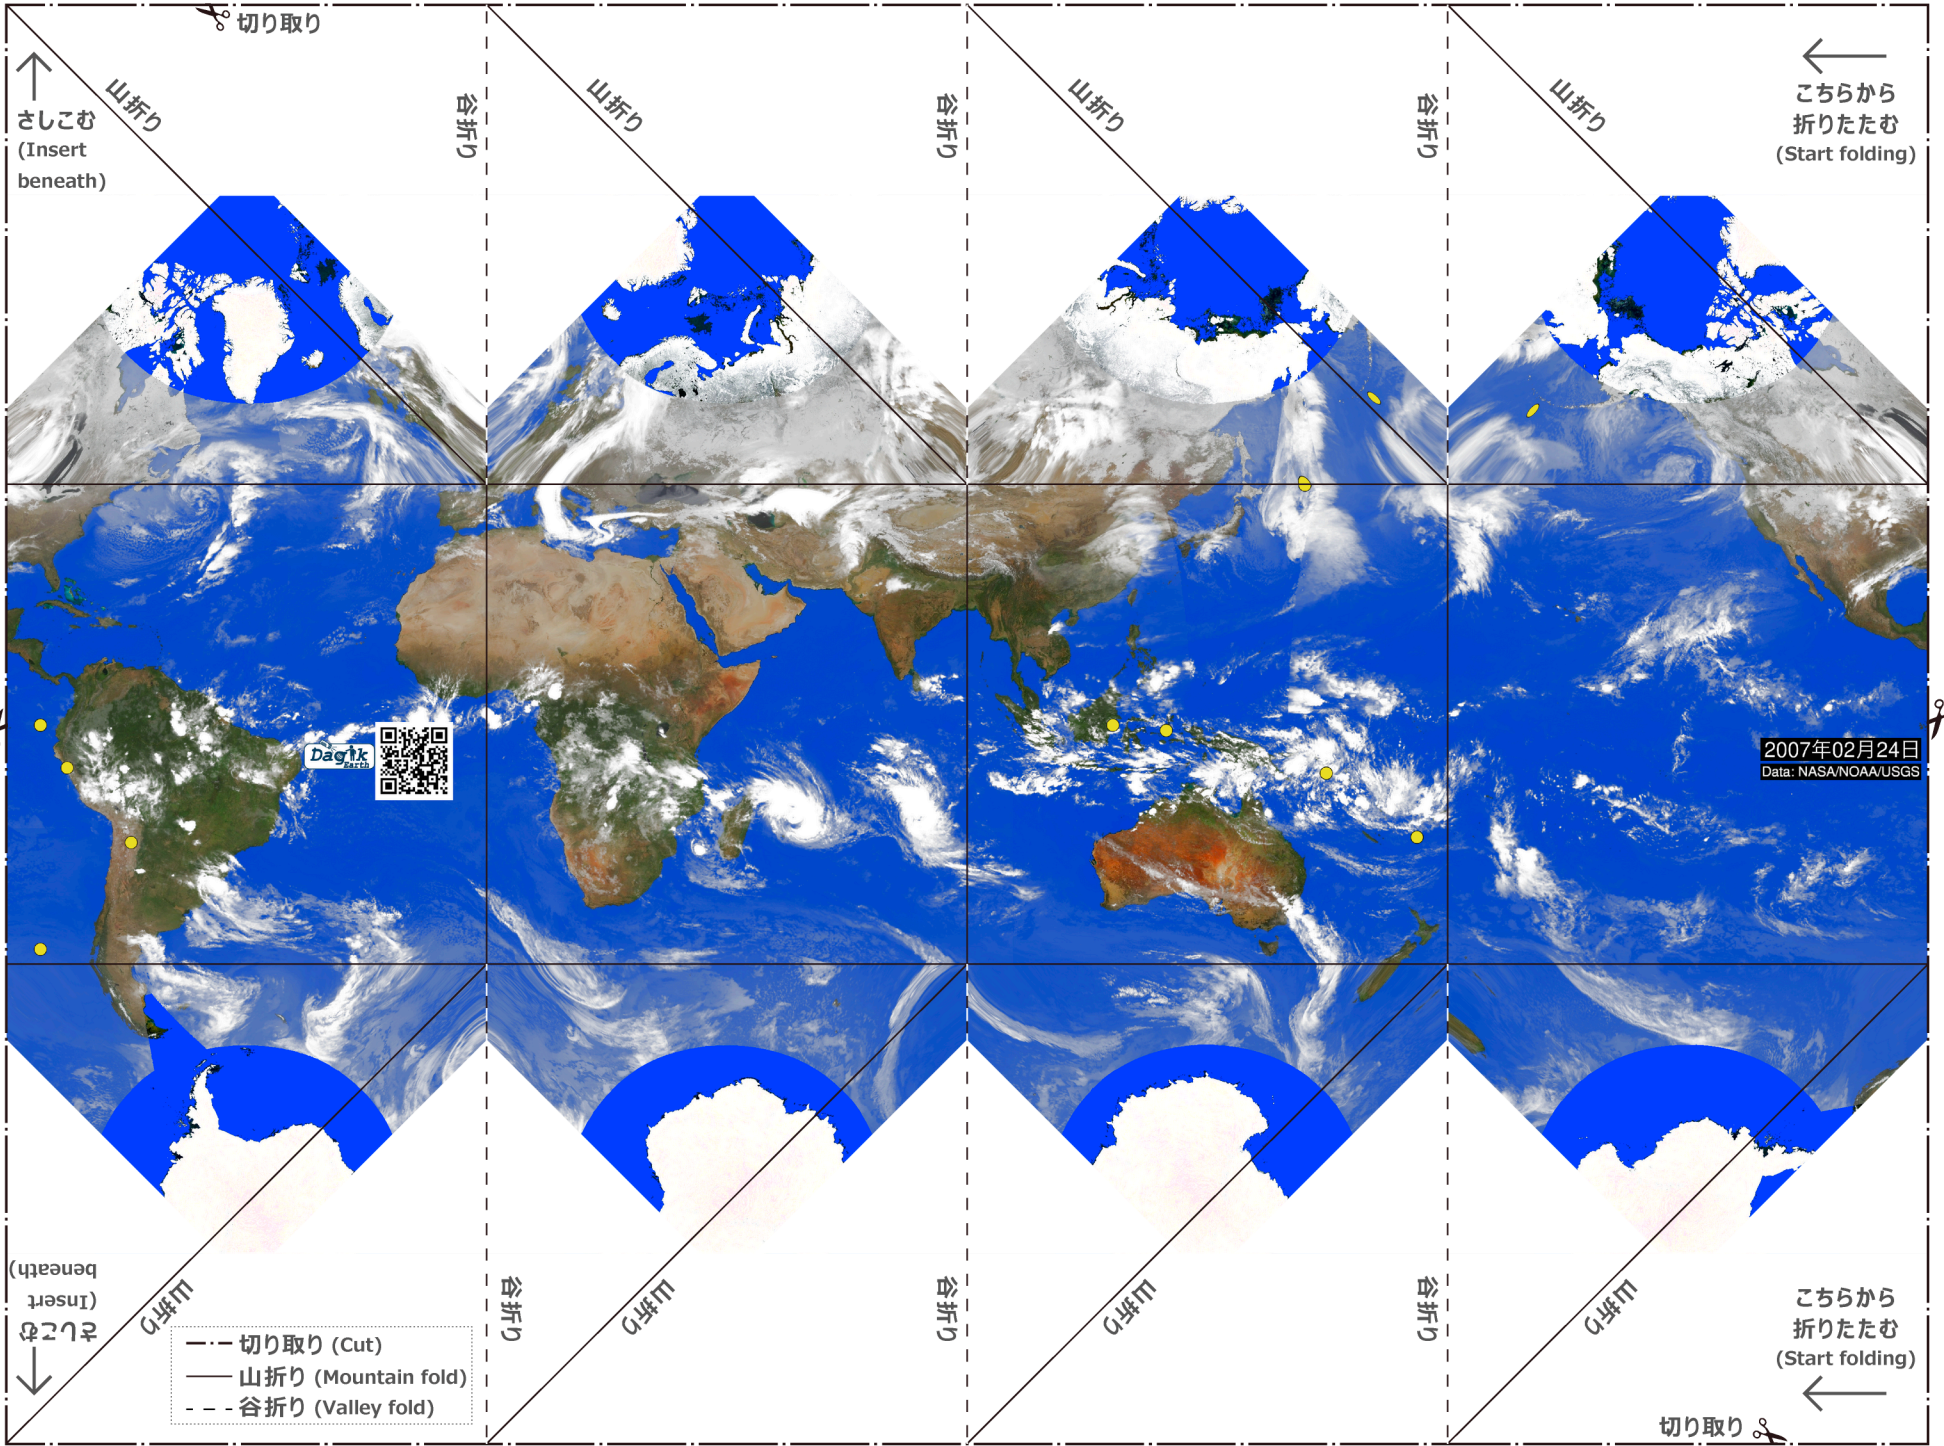 切り取り
山折り
谷折り
山折り
谷折り
山折り
谷折り
山折り
さしこむ
(Insert
beneath)
こちらから
折りたたむ
(Start folding)
Dagik
Earth
2007年02月24日
Data: NASA/NOAA/USGS
さしこむ
(Insert
beneath)
山折り
谷折り
山折り
谷折り
山折り
谷折り
山折り
こちらから
折りたたむ
(Start folding)
切り取り (Cut)
山折り (Mountain fold)
谷折り (Valley fold)
切り取り